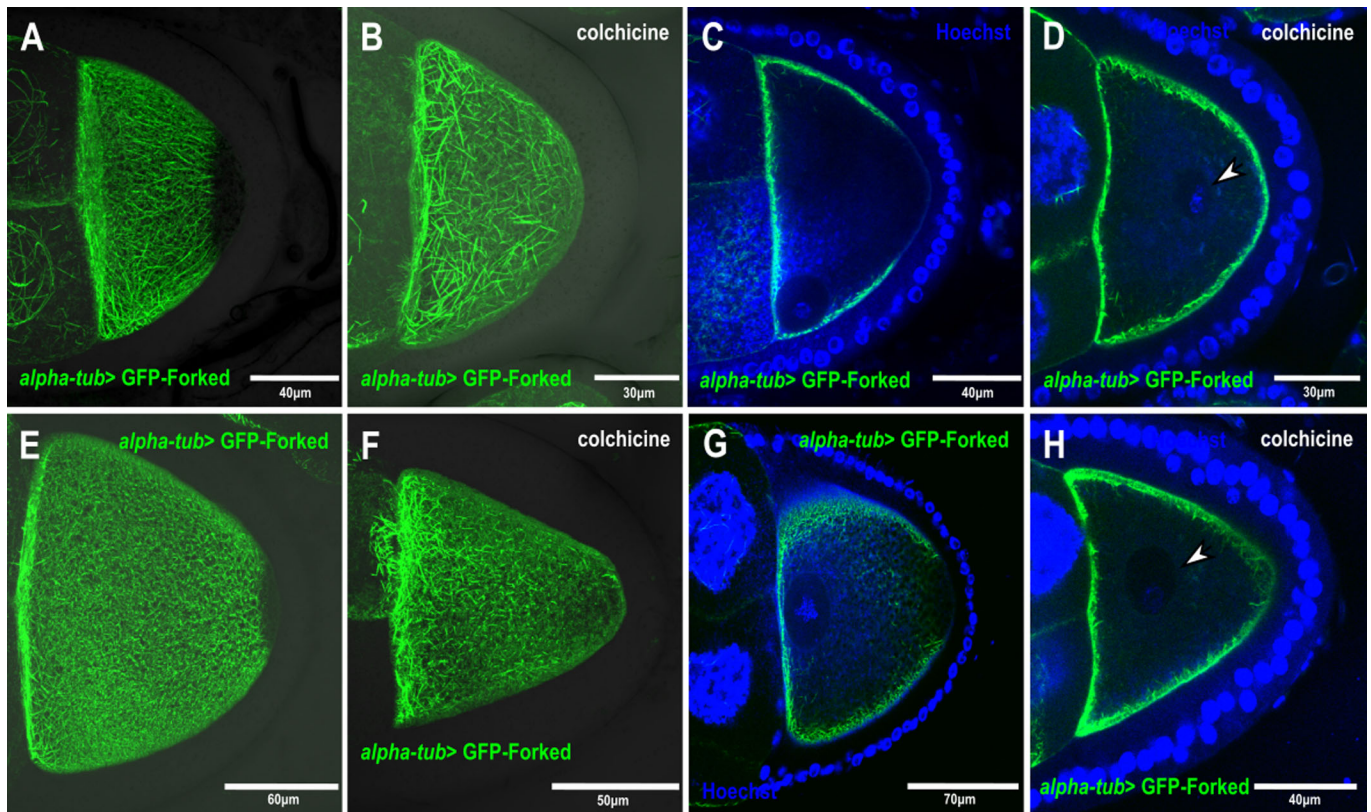 A
alpha-tub> GFP-Forked
40µm
B
colchicine
alpha-tub> GFP-Forked
30µm
C
Hoechst
alpha-tub> GFP-Forked
40µm
D
Hoechst
colchicine
alpha-tub> GFP-Forked
30µm
E
alpha-tub> GFP-Forked
60µm
F
colchicine
alpha-tub> GFP-Forked
50µm
G
alpha-tub> GFP-Forked
Hoechst
70µm
H
Hoechst
colchicine
alpha-tub> GFP-Forked
40µm